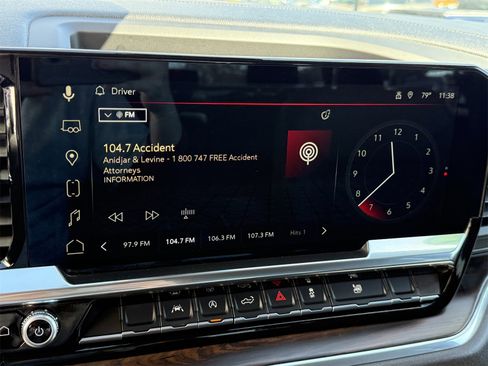 Driver
79° 11:38
FM
104.7 Accident
Anidjar & Levine - 1 800 747 FREE Accident
Attorneys
INFORMATION
97.9 FM 104.7 FM 106.3 FM 107.3 FM Hits 1
12
11 1
10 2
9 3
8 4
7 5
6